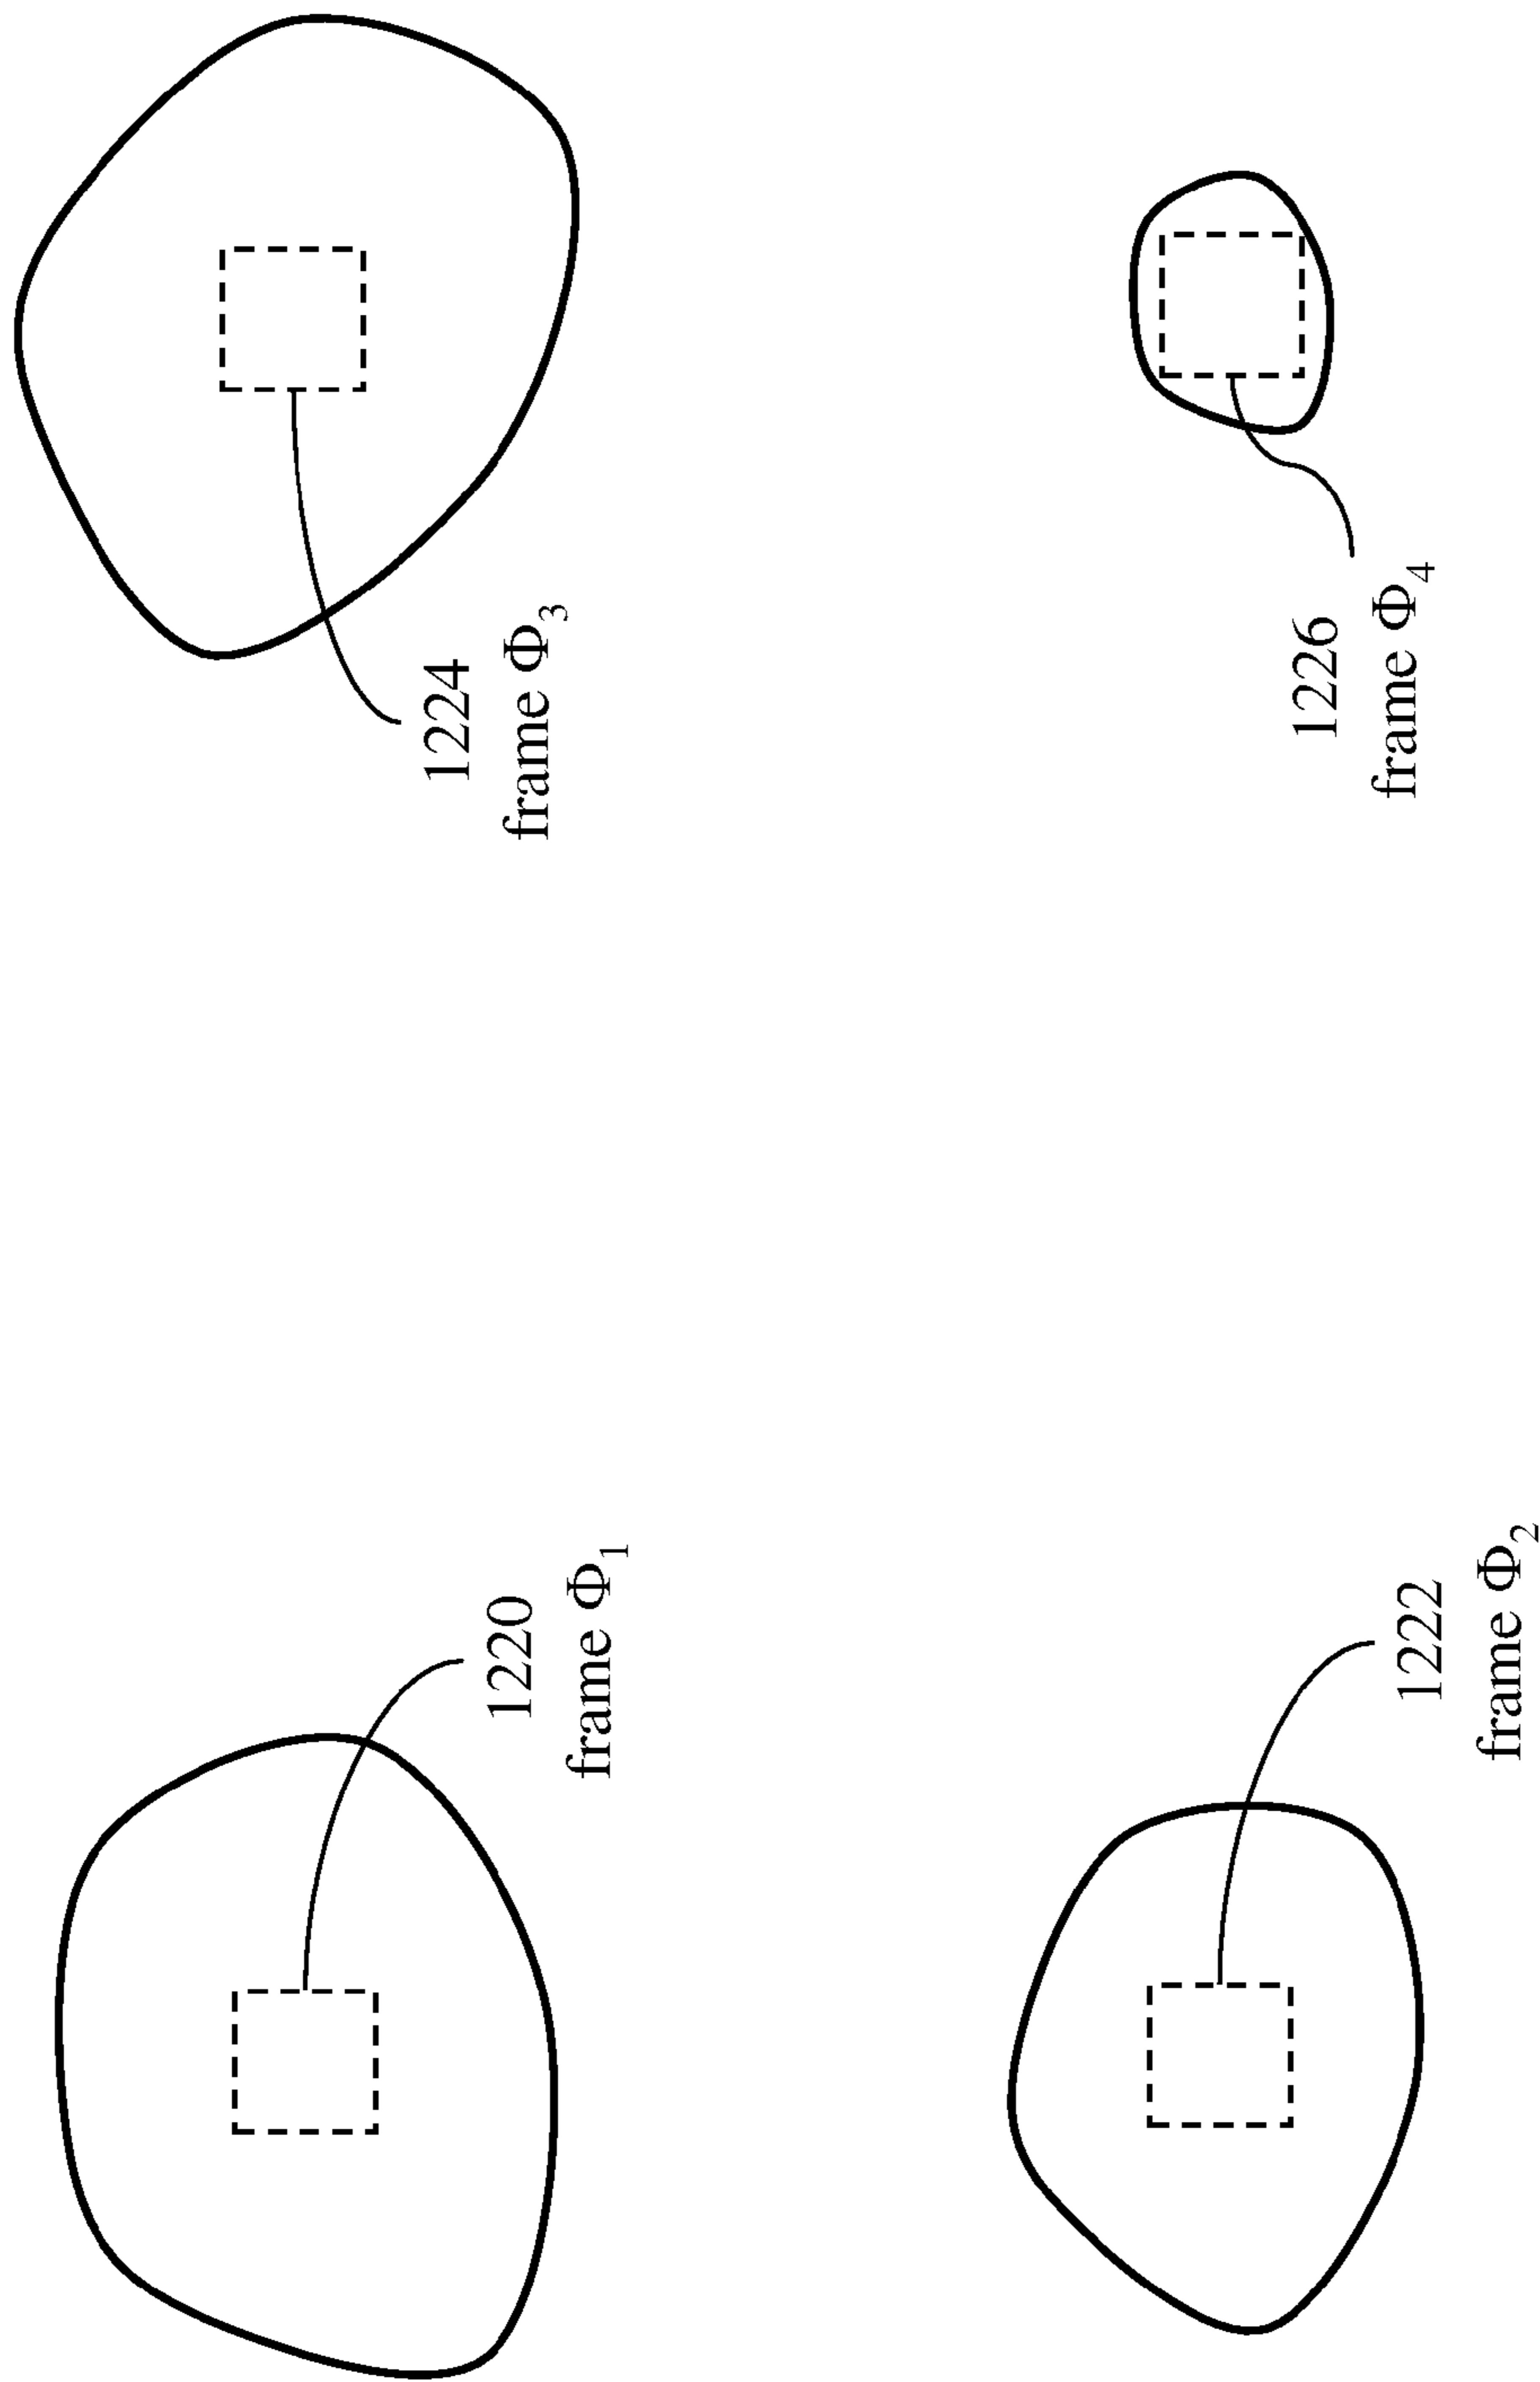 1220
frame Φ₁
1224
frame Φ₃
1222
frame Φ₂
1226
frame Φ₄